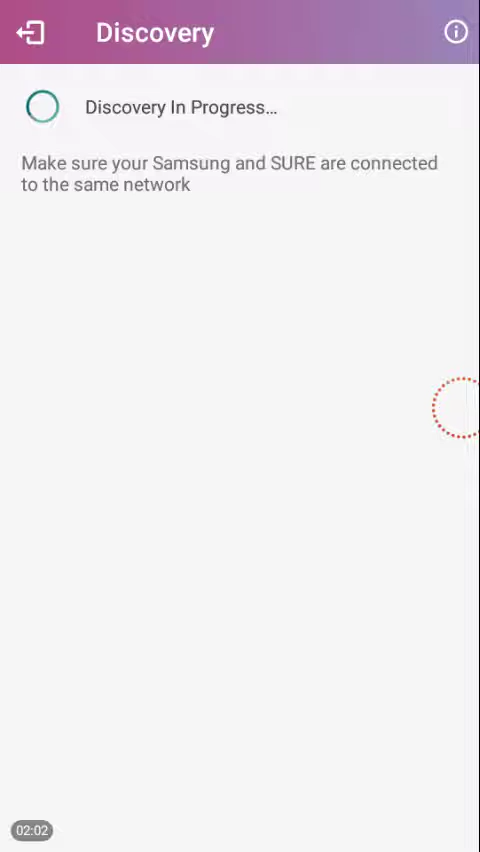 Discovery
Discovery In Progress...
Make sure your Samsung and SURE are connected
to the same network
02:02